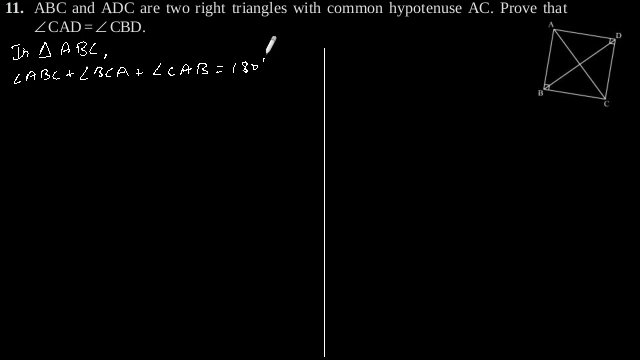 11. ABC and ADC are two right triangles with common hypotenuse AC. Prove that
∠CAD=∠CBD.
In Δ ABC,
∠ABC + ∠BCA + ∠CAB = 180°
A
D
B
C